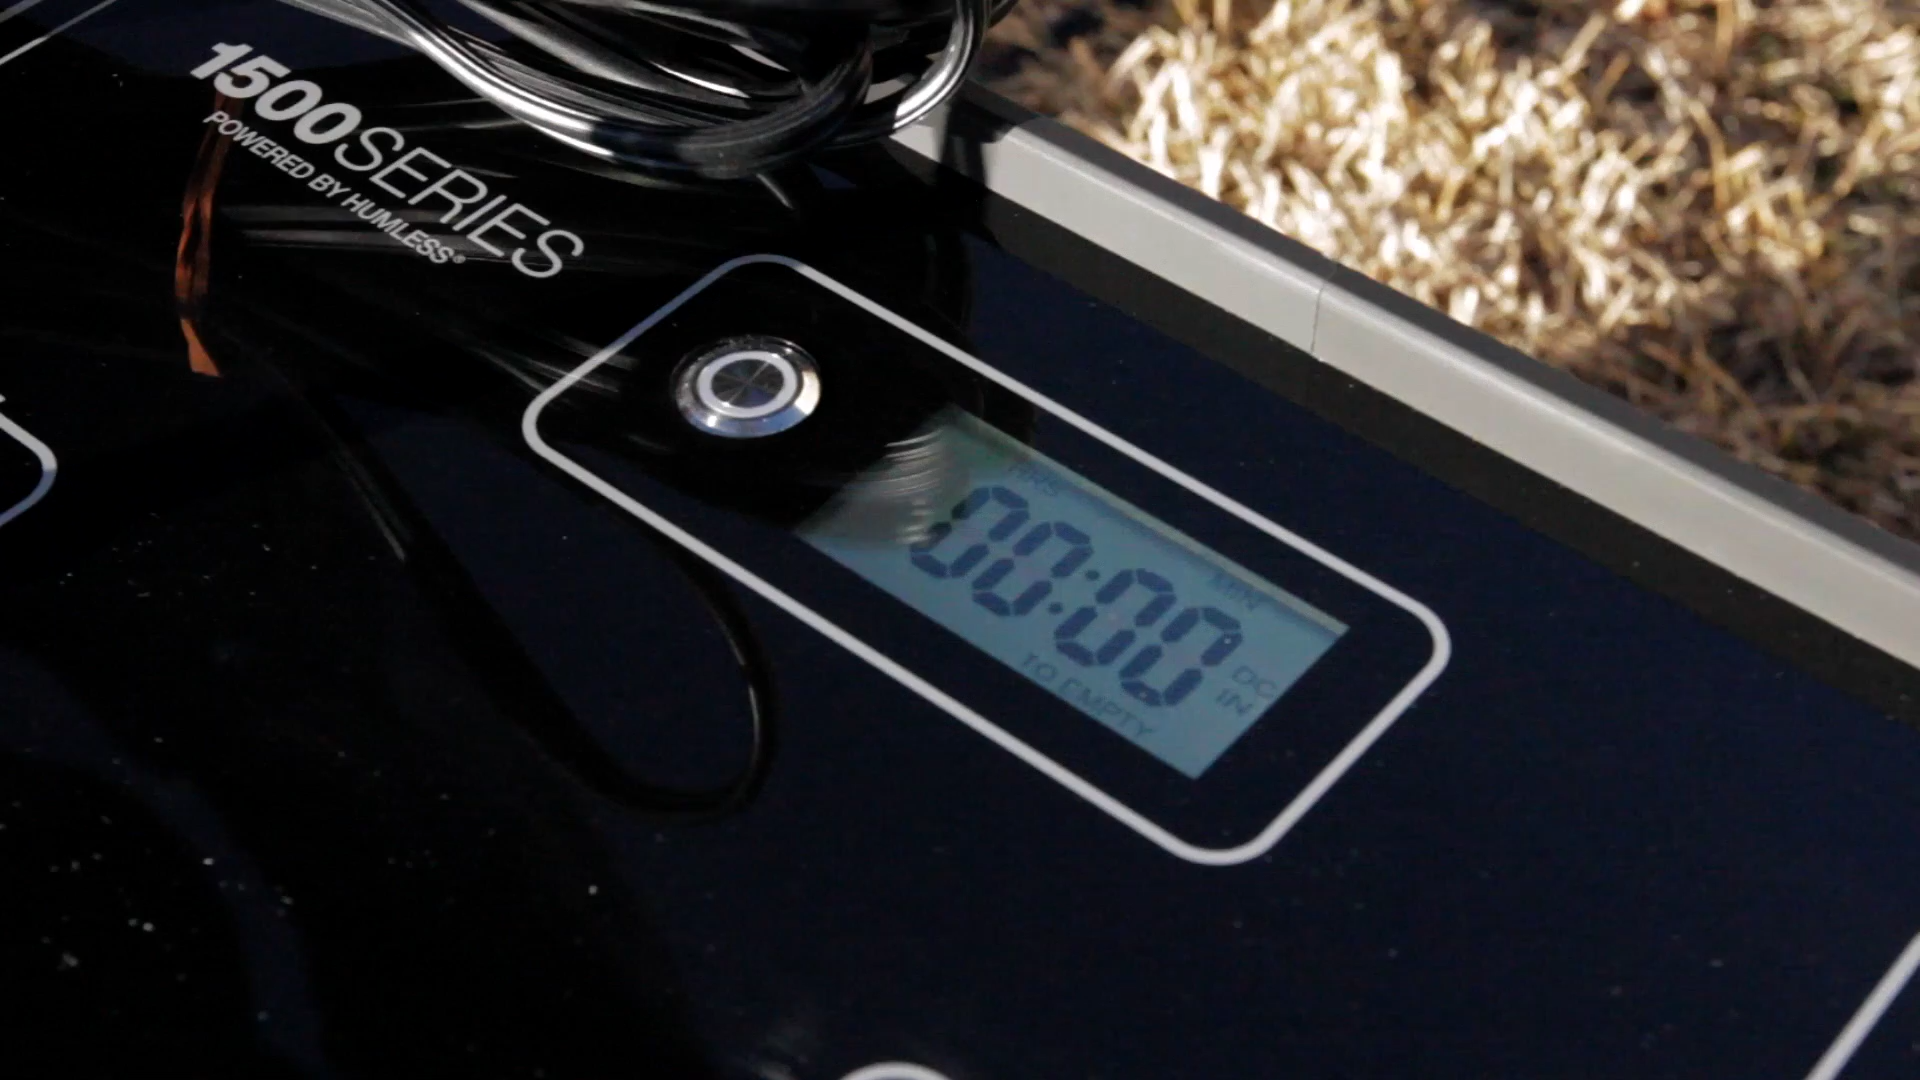 1500SERIES
POWERED BY HUMLESS®
HRS
MIN
00:00
DC
IN
TO EMPTY